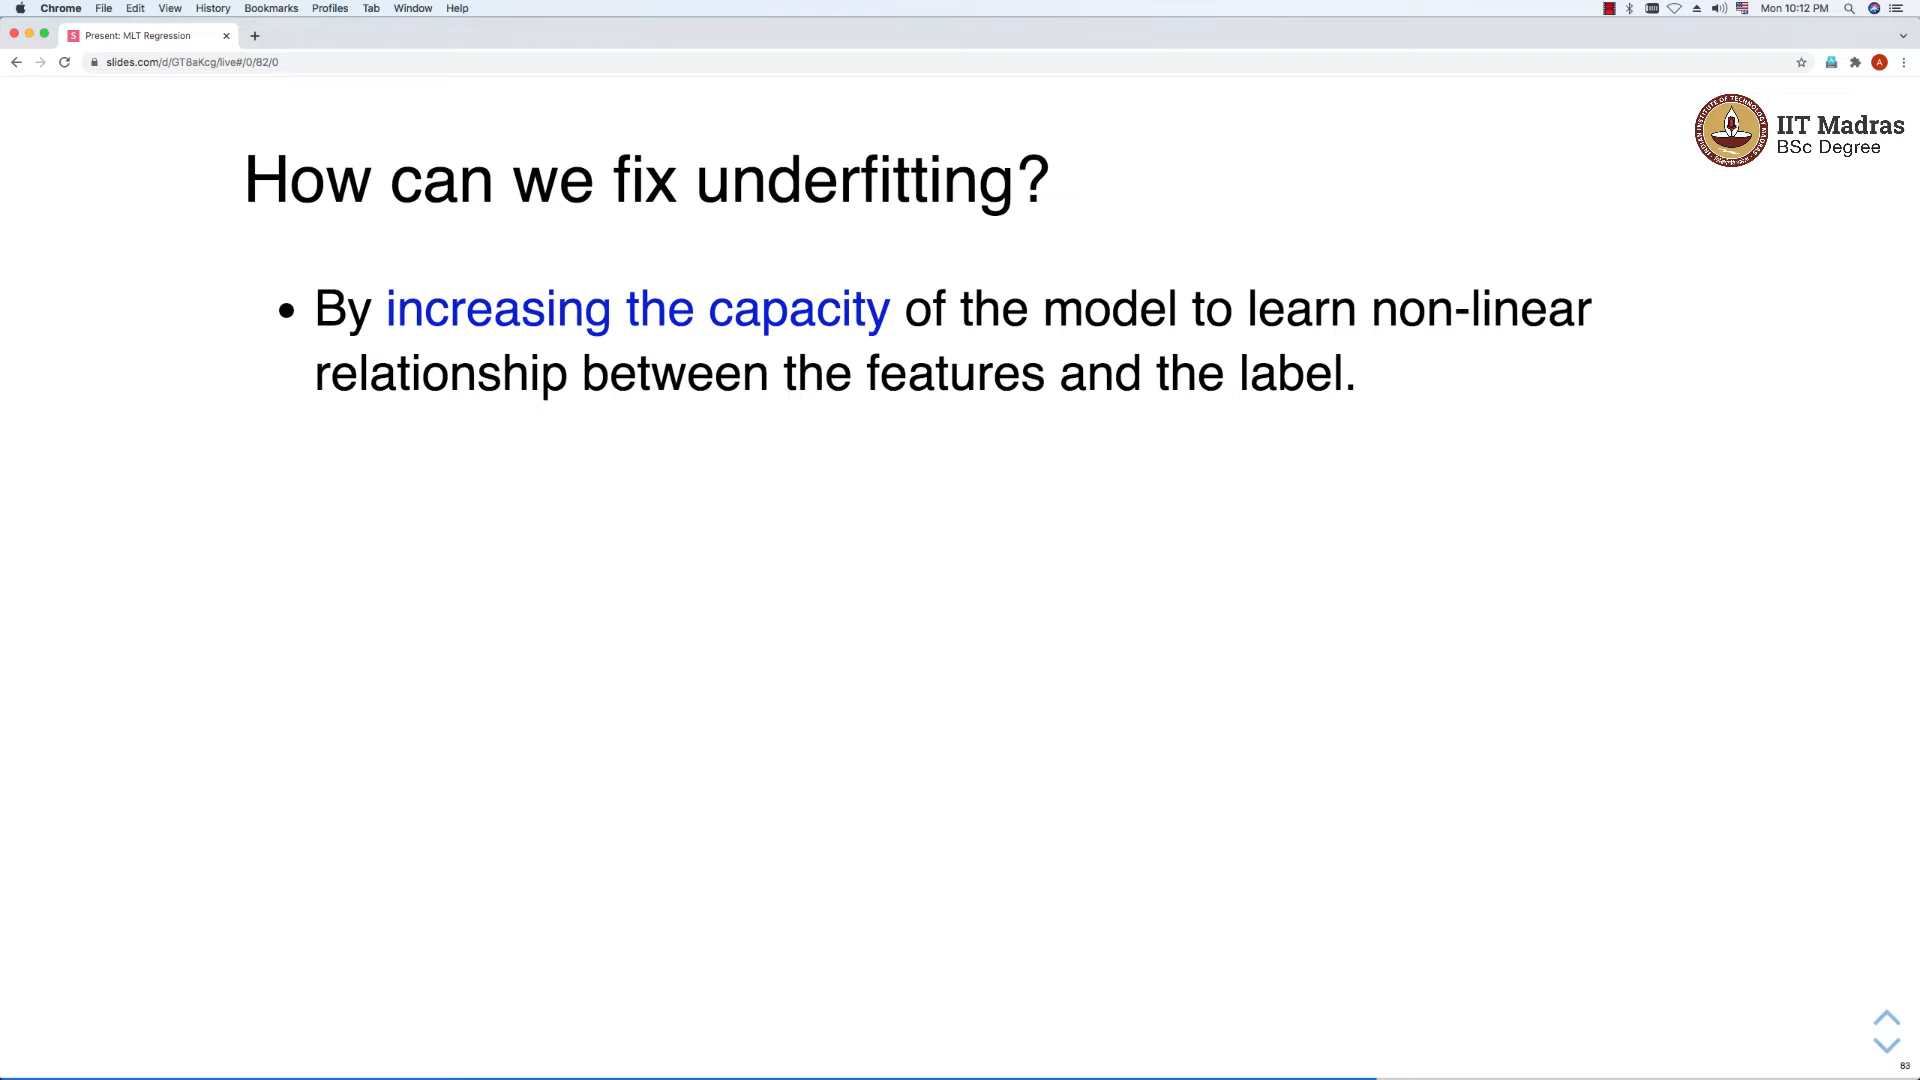 Chrome File Edit View History Bookmarks Profiles Tab Window Help
Mon 10:12 PM
S Present: MLT Regression
slides.com/d/GT8aKcg/live#/0/82/0
A
IIT Madras
BSc Degree
How can we fix underfitting?
• By increasing the capacity of the model to learn non-linear
relationship between the features and the label.
83